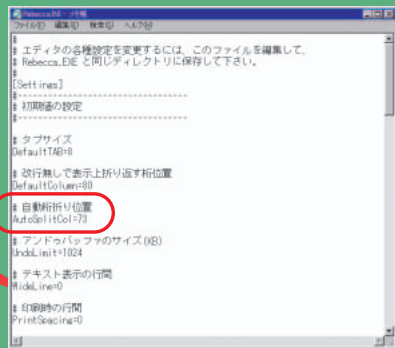 Rebecca.INI - メモ帳
ファイル(F) 編集(E) 検索(S) ヘルプ(H)
#
# エディタの各種設定を変更するには、このファイルを編集して、
# Rebecca.EXE と同じディレクトリに保存して下さい。
#
[Settings]
#-----------------------------------
# 初期値の設定
#-----------------------------------
# タブサイズ
DefaultTAB=8
# 改行無しで表示上折り返す桁位置
DefaultColumn=80
# 自動桁折り位置
AutoSplitCol=73
# アンドゥバッファのサイズ(KB)
UndoLimit=1024
# テキスト表示の行間
WideLine=0
# 印刷時の行間
PrintSpacing=0